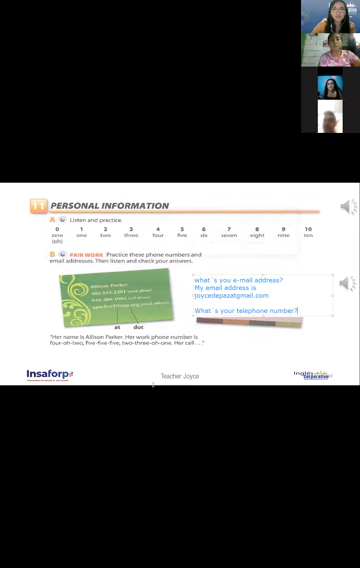 11 PERSONAL INFORMATION
A Listen and practice.
0 1 2 3 4 5 6 7 8 9 10
zero one two three four five six seven eight nine ten
(oh)
B PAIR WORK Practice these phone numbers and
email addresses. Then listen and check your answers.
Allison Parker
at dot
what´s you e-mail address?
My email address is
joycedepazatgmail.com
What´s your telephone number?
"Her name is Allison Parker. Her work phone number is
four-oh-two, five-five-five, two-three-oh-one. Her cell . . ."
Insaforp
Teacher Joyce
Corporativo